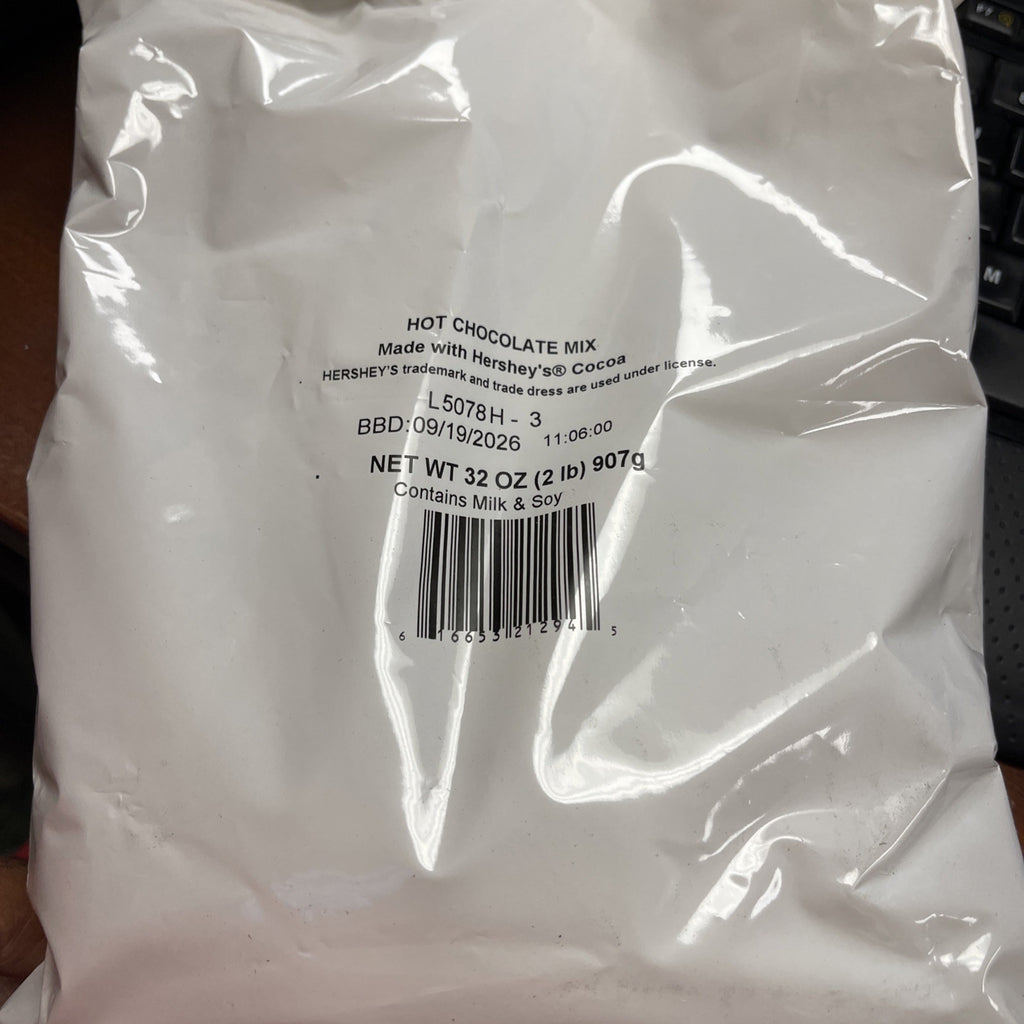 HOT CHOCOLATE MIX
Made with Hershey's® Cocoa
HERSHEY'S trademark and trade dress are used under license.
L5078H - 3
BBD:09/19/2026 11:06:00
NET WT 32 OZ (2 lb) 907g
Contains Milk & Soy
6 16653 21294 5
M